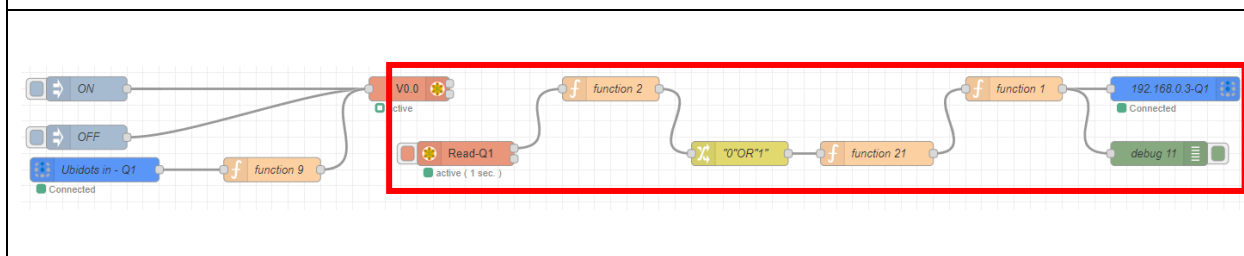 ON
V0.0
function 2
function 1
192.168.0.3-Q1
Connected
OFF
Read-Q1
active ( 1 sec. )
"0"OR"1"
function 21
debug 11
Ubidots in - Q1
function 9
Connected